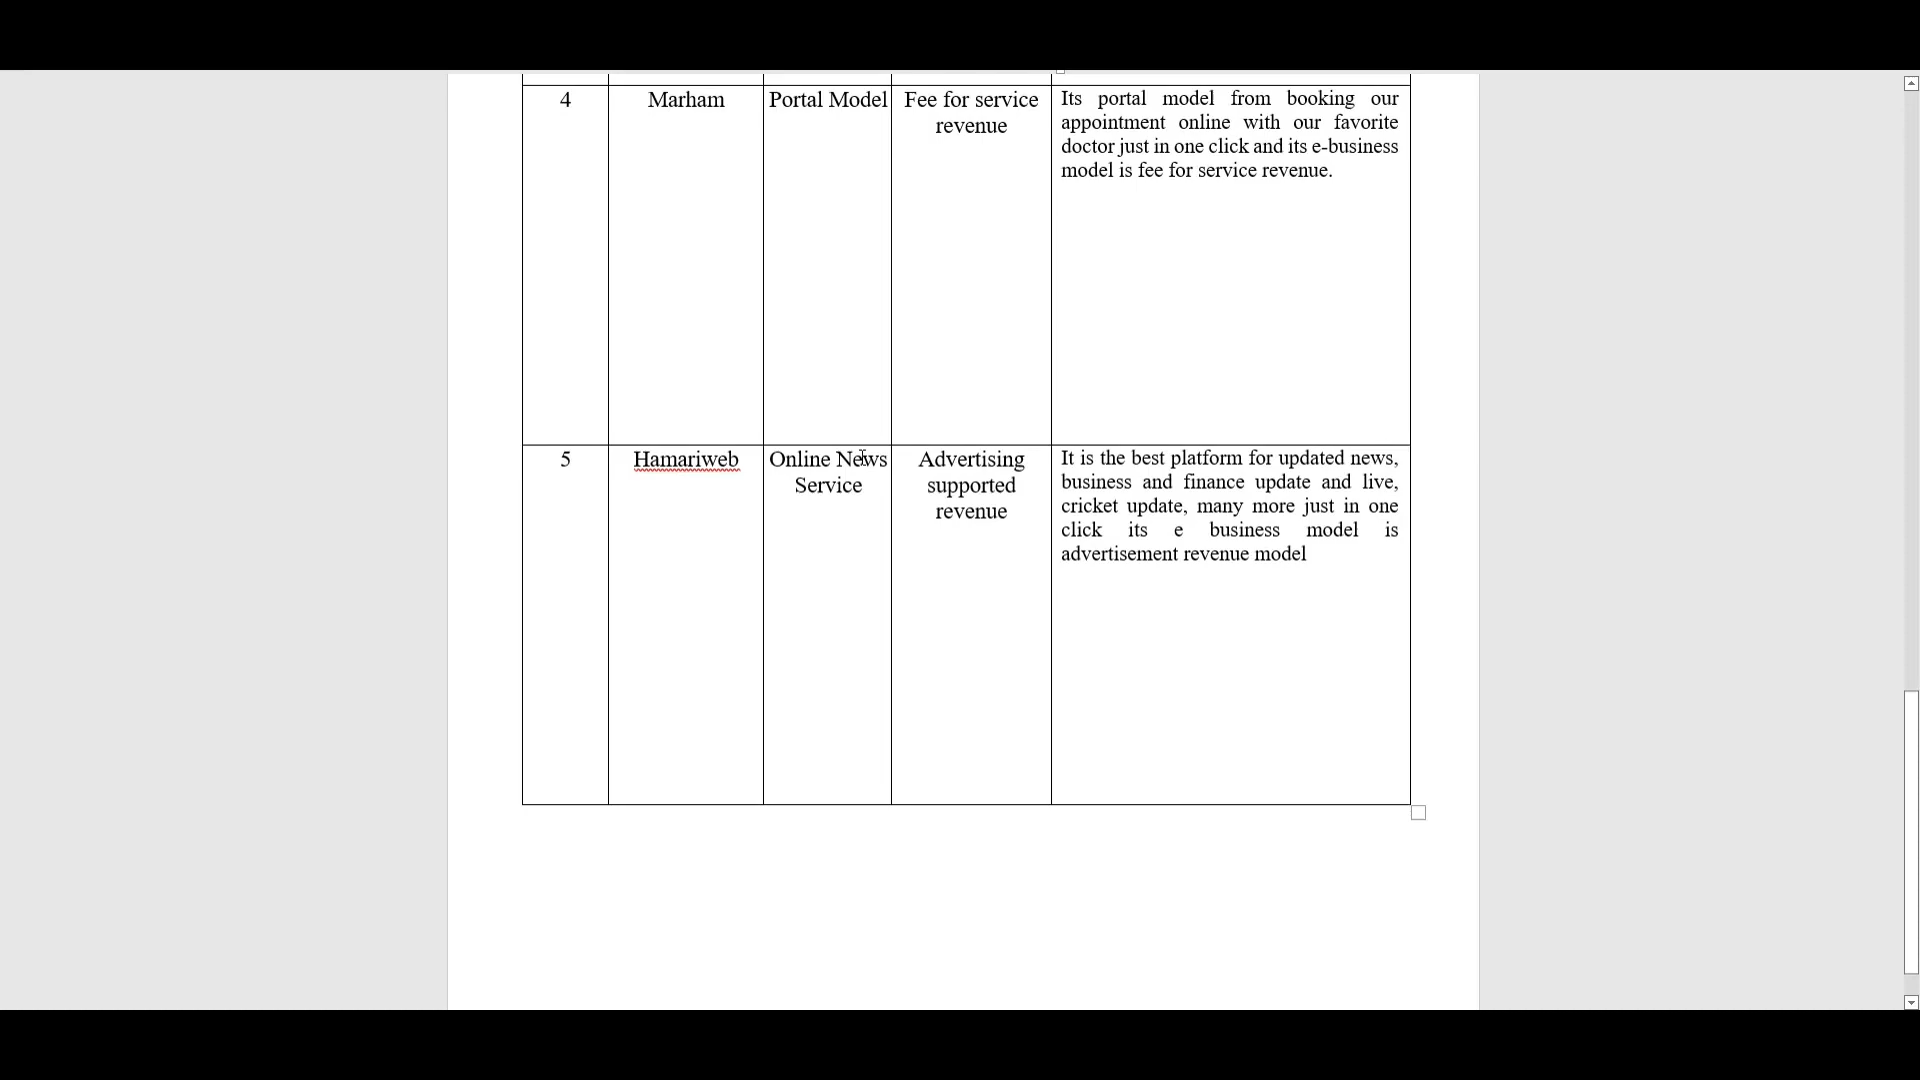 4
Marham
Portal Model
Fee for service
revenue
Its portal model from booking our
appointment online with our favorite
doctor just in one click and its e-business
model is fee for service revenue.
5
Hamariweb
Online News
Service
Advertising
supported
revenue
It is the best platform for updated news,
business and finance update and live,
cricket update, many more just in one
click its e business model is
advertisement revenue model